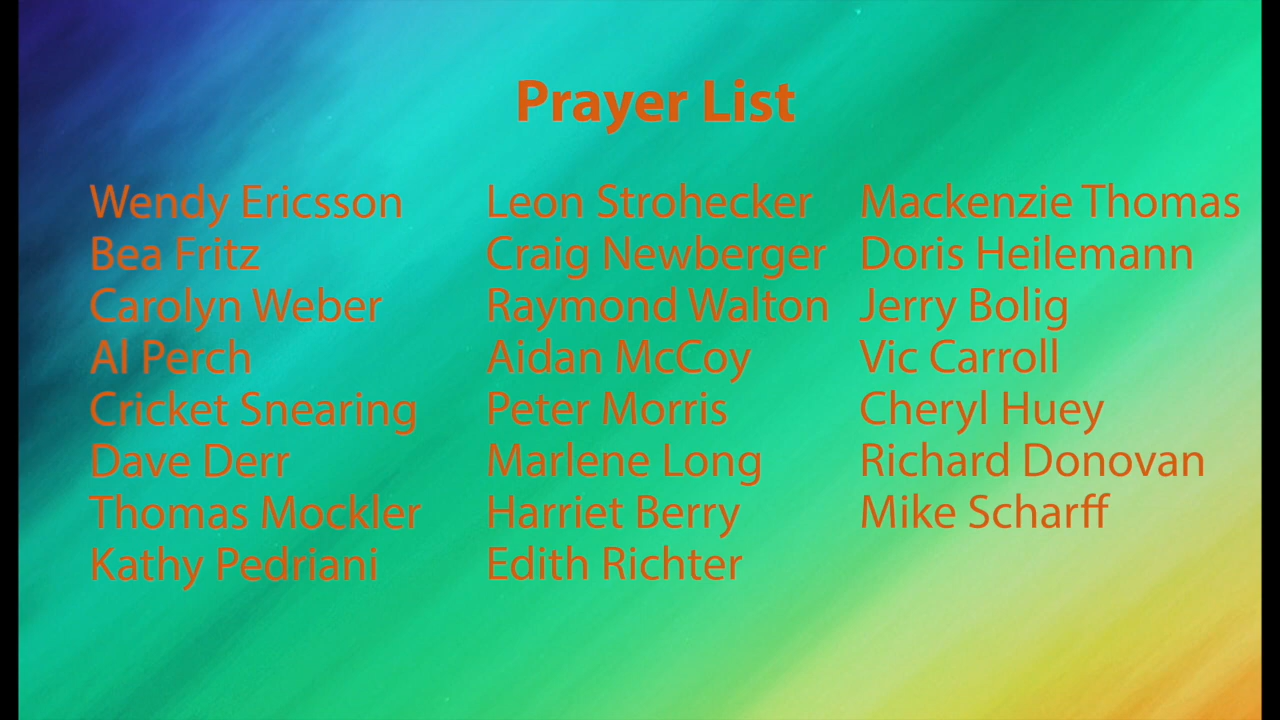 Prayer List
Wendy Ericsson
Bea Fritz
Carolyn Weber
Al Perch
Cricket Snearing
Dave Derr
Thomas Mockler
Kathy Pedriani
Leon Strohecker
Craig Newberger
Raymond Walton
Aidan McCoy
Peter Morris
Marlene Long
Harriet Berry
Edith Richter
Mackenzie Thomas
Doris Heilemann
Jerry Bolig
Vic Carroll
Cheryl Huey
Richard Donovan
Mike Scharff